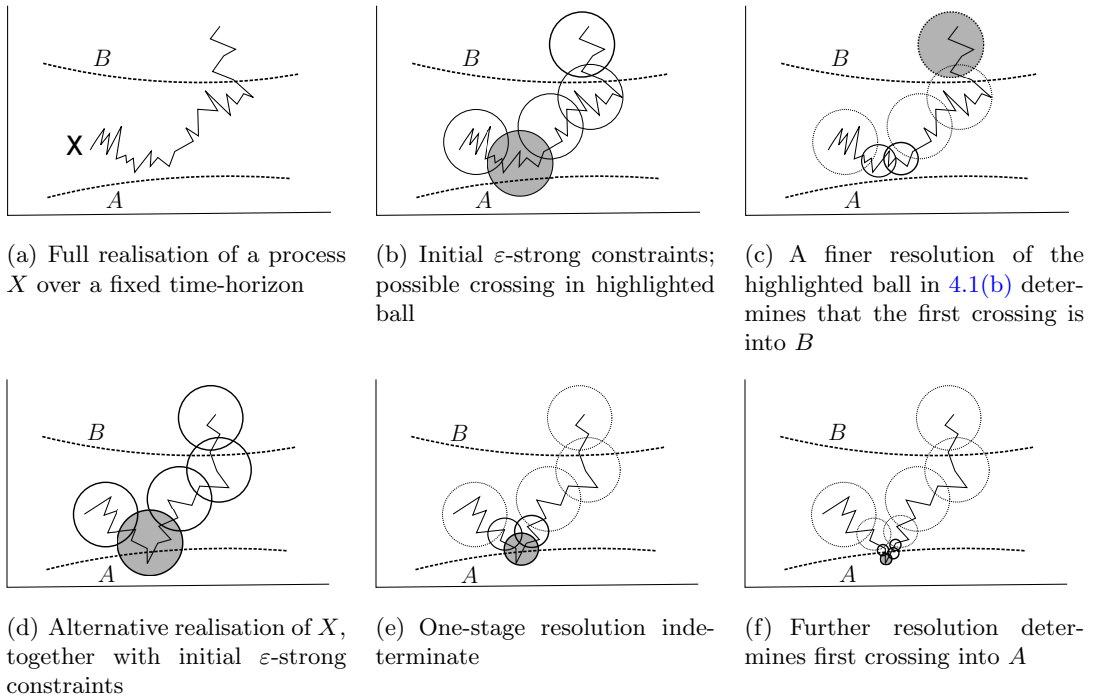 B
X
A
(a) Full realisation of a process
X over a fixed time-horizon
B
A
(b) Initial ε-strong constraints;
possible crossing in highlighted
ball
B
A
(c) A finer resolution of the
highlighted ball in 4.1(b) deter-
mines that the first crossing is
into B
B
A
(d) Alternative realisation of X,
together with initial ε-strong
constraints
B
A
(e) One-stage resolution inde-
terminate
B
A
(f) Further resolution deter-
mines first crossing into A